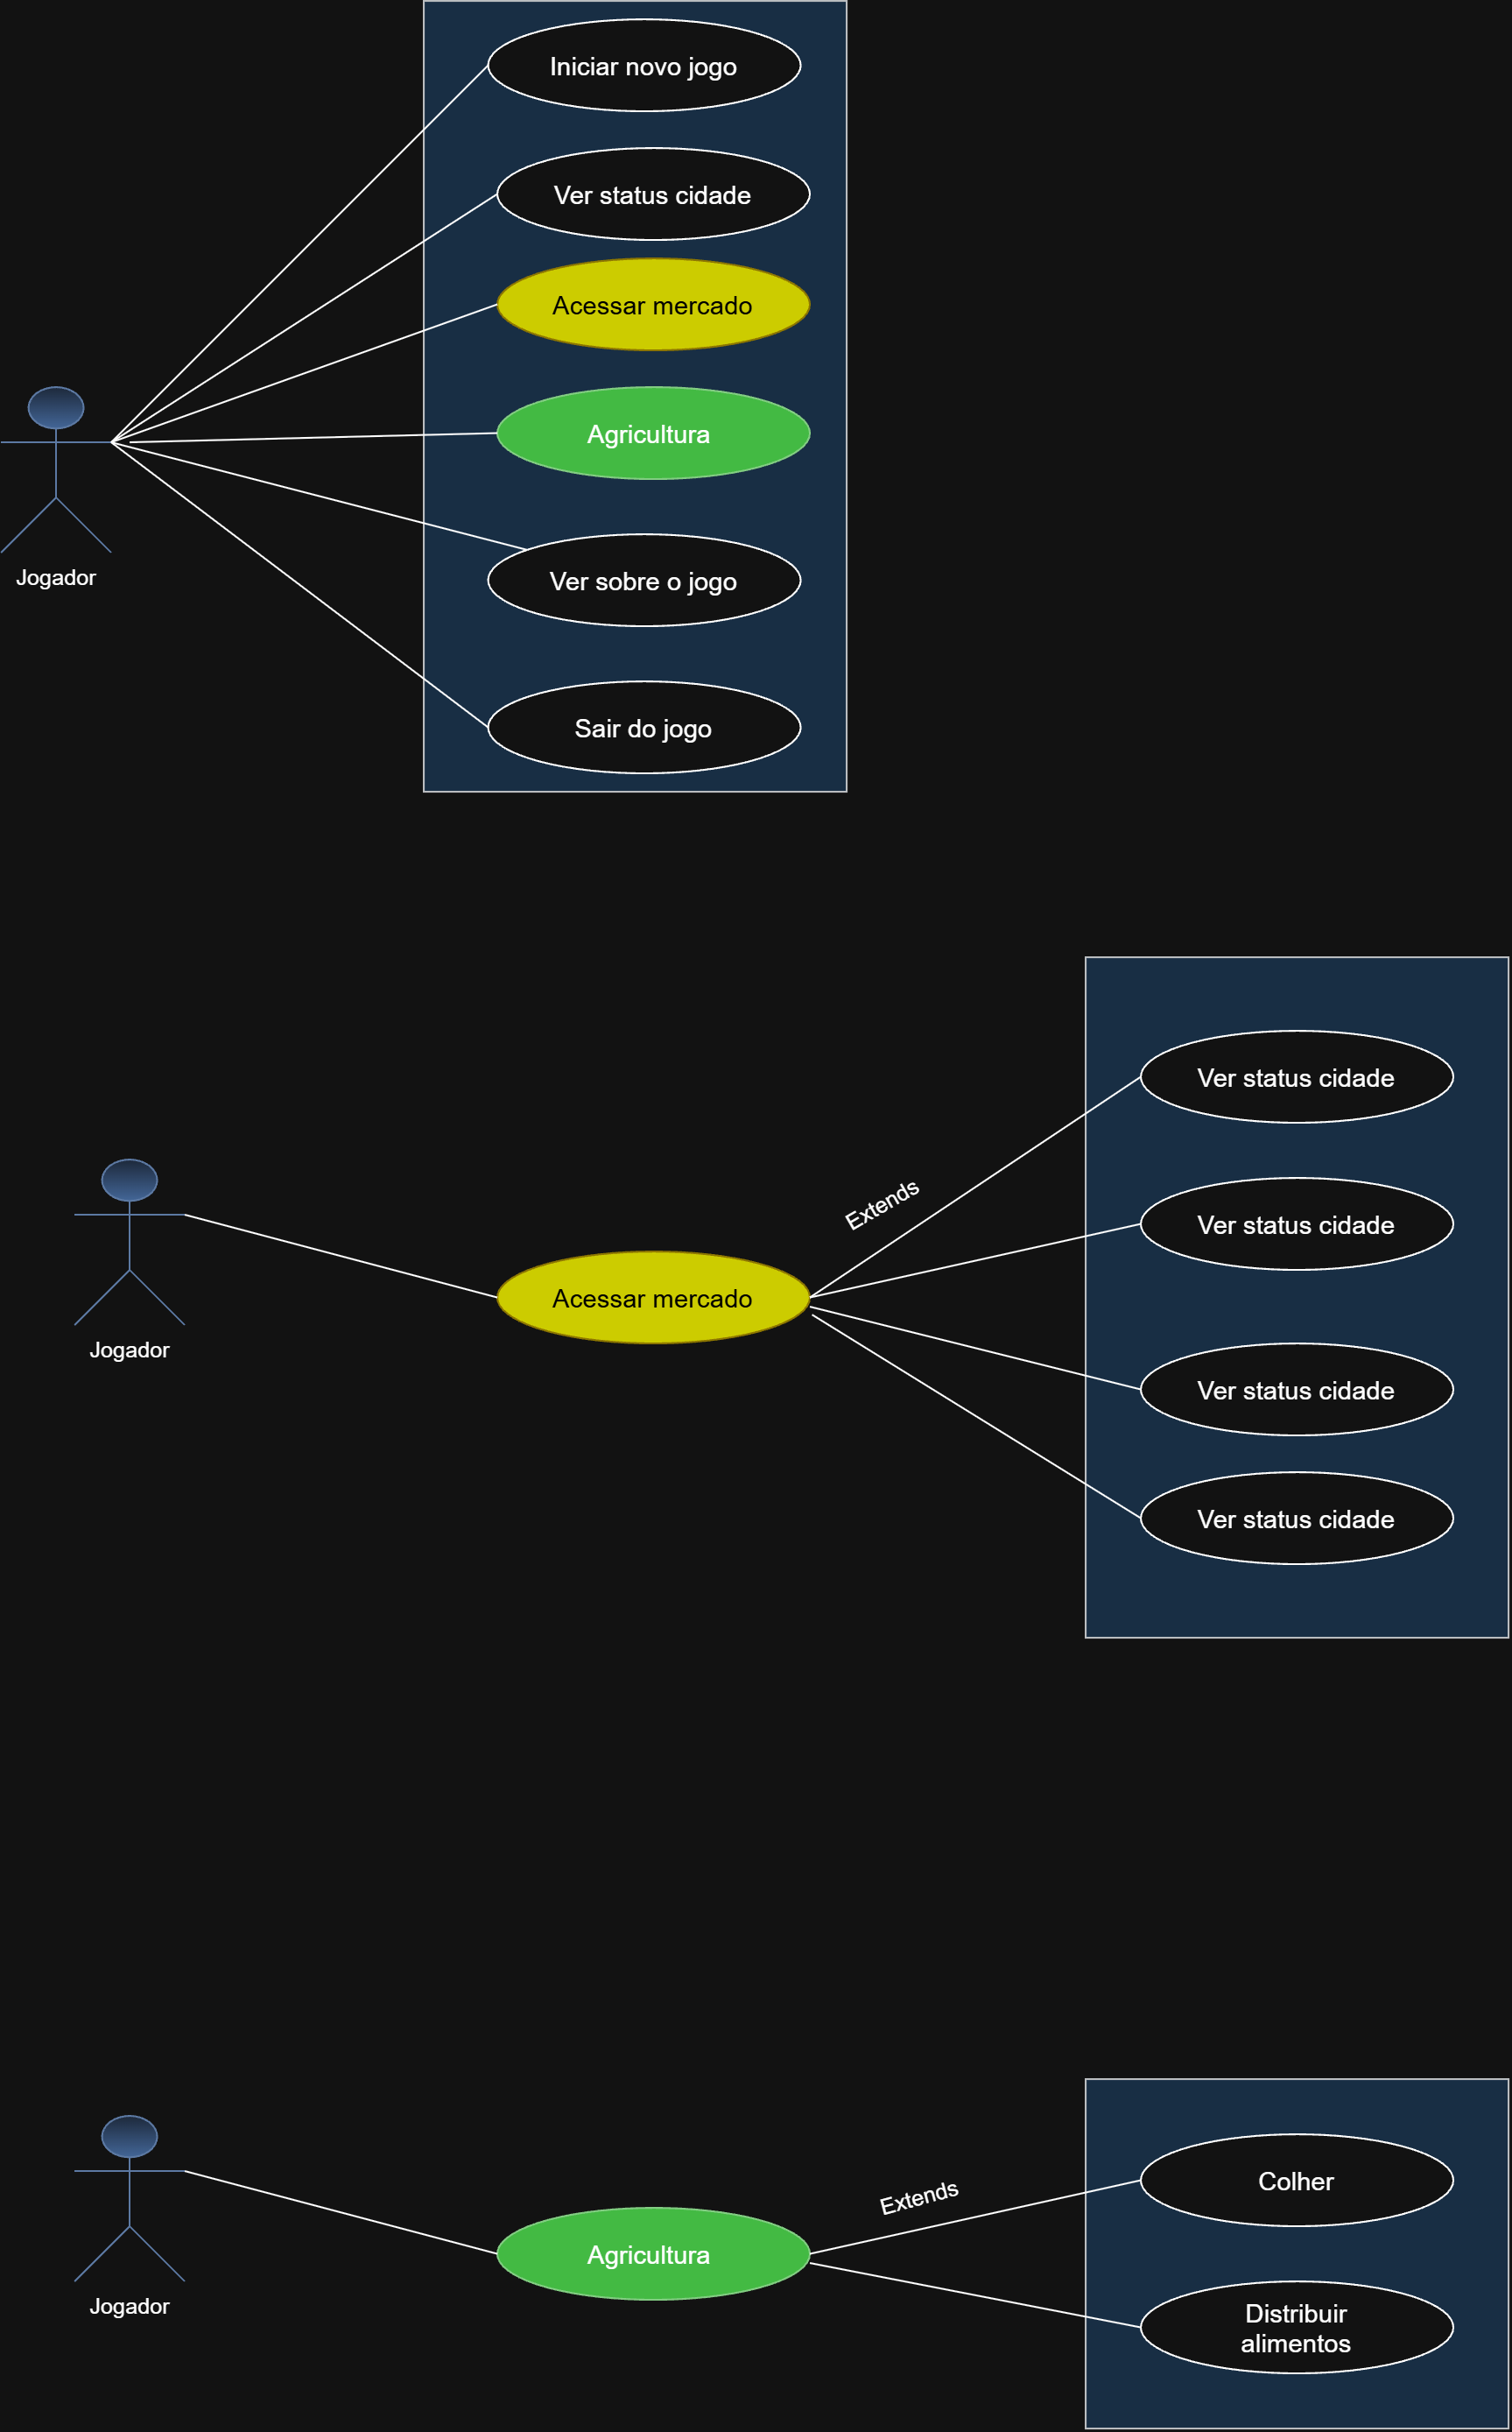 Iniciar novo jogo
Ver status cidade
Acessar mercado
Agricultura
Jogador
Ver sobre o jogo
Sair do jogo
Ver status cidade
Extends
Ver status cidade
Acessar mercado
Jogador
Ver status cidade
Ver status cidade
Colher
Extends
Agricultura
Jogador
Distribuir
alimentos